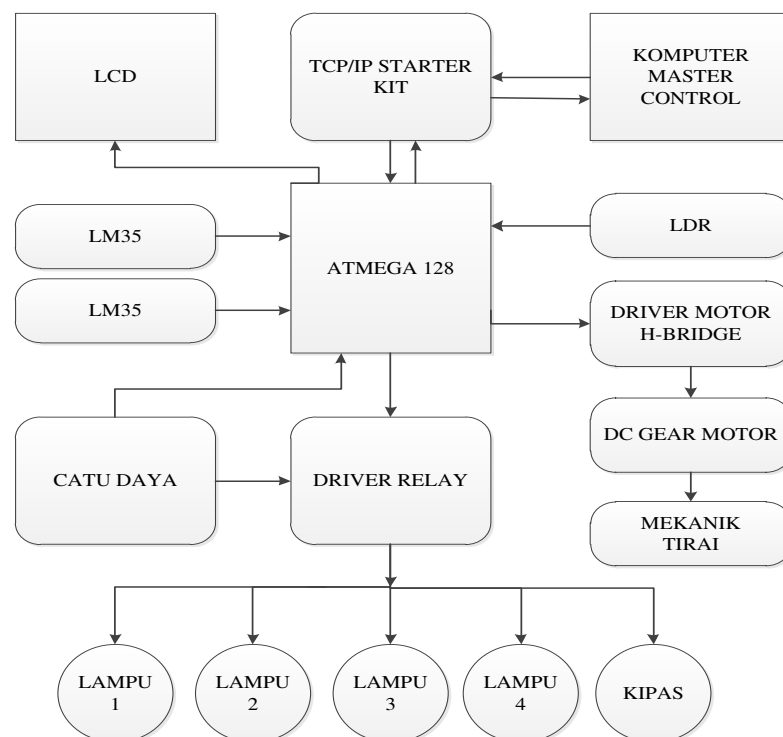 LCD
TCP/IP STARTER
KIT
KOMPUTER
MASTER
CONTROL
LM35
LM35
ATMEGA 128
LDR
DRIVER MOTOR
H-BRIDGE
CATU DAYA
DRIVER RELAY
DC GEAR MOTOR
MEKANIK
TIRAI
LAMPU
1
LAMPU
2
LAMPU
3
LAMPU
4
KIPAS